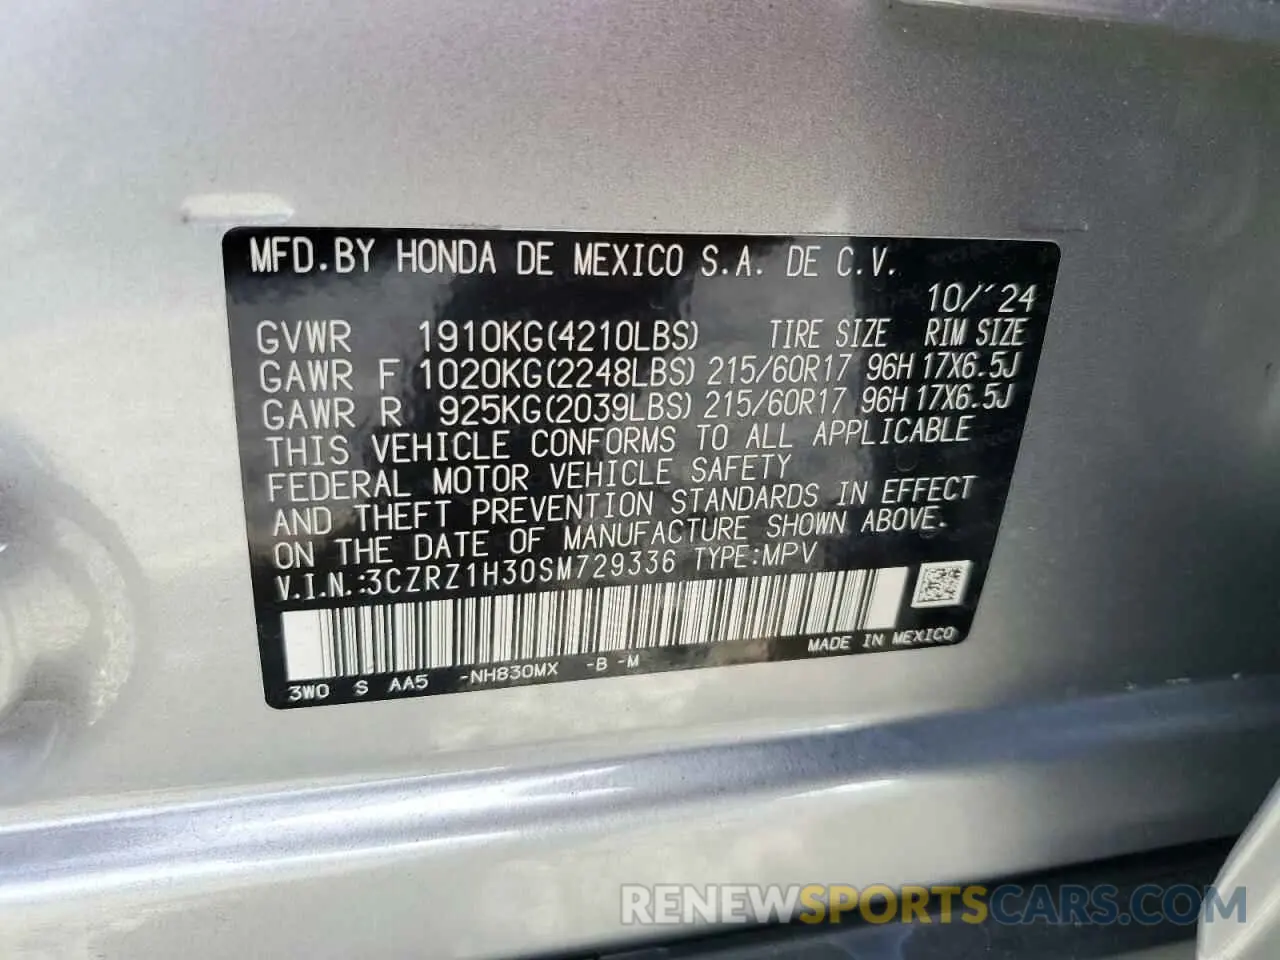 MFD.BY HONDA DE MEXICO S.A. DE C.V.
10/´24
GVWR 1910KG(4210LBS) TIRE SIZE RIM SIZE
GAWR F 1020KG(2248LBS) 215/60R17 96H 17X6.5J
GAWR R 925KG(2039LBS) 215/60R17 96H 17X6.5J
THIS VEHICLE CONFORMS TO ALL APPLICABLE
FEDERAL MOTOR VEHICLE SAFETY
AND THEFT PREVENTION STANDARDS IN EFFECT
ON THE DATE OF MANUFACTURE SHOWN ABOVE.
V.I.N.:3CZRZ1H30SM729336 TYPE:MPV
MADE IN MEXICO
3W0 S AA5 -NH830MX -B -M
RENEWSPORTSCARS.COM